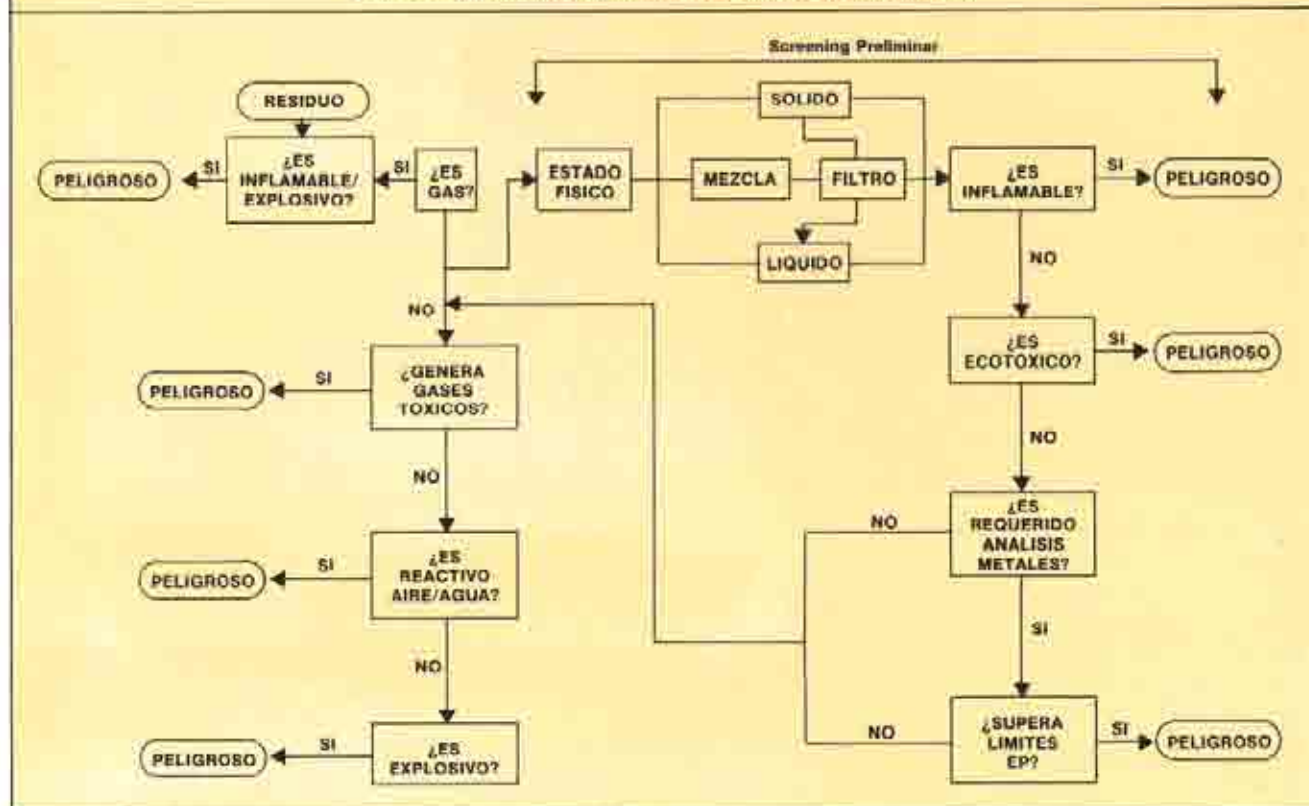 Screening Preliminar
RESIDUO
SOLIDO
PELIGROSO
SI
¿ES
INFLAMABLE/
EXPLOSIVO?
SI
¿ES
GAS?
ESTADO
FISICO
MEZCLA
FILTRO
¿ES
INFLAMABLE?
SI
PELIGROSO
LIQUIDO
NO
NO
¿GENERA
GASES
TOXICOS?
SI
PELIGROSO
¿ES
ECOTOXICO?
SI
PELIGROSO
NO
NO
¿ES
REQUERIDO
ANALISIS
METALES?
NO
PELIGROSO
SI
¿ES
REACTIVO
AIRE/AGUA?
SI
NO
PELIGROSO
SI
¿ES
EXPLOSIVO?
NO
¿SUPERA
LIMITES
EP?
SI
PELIGROSO